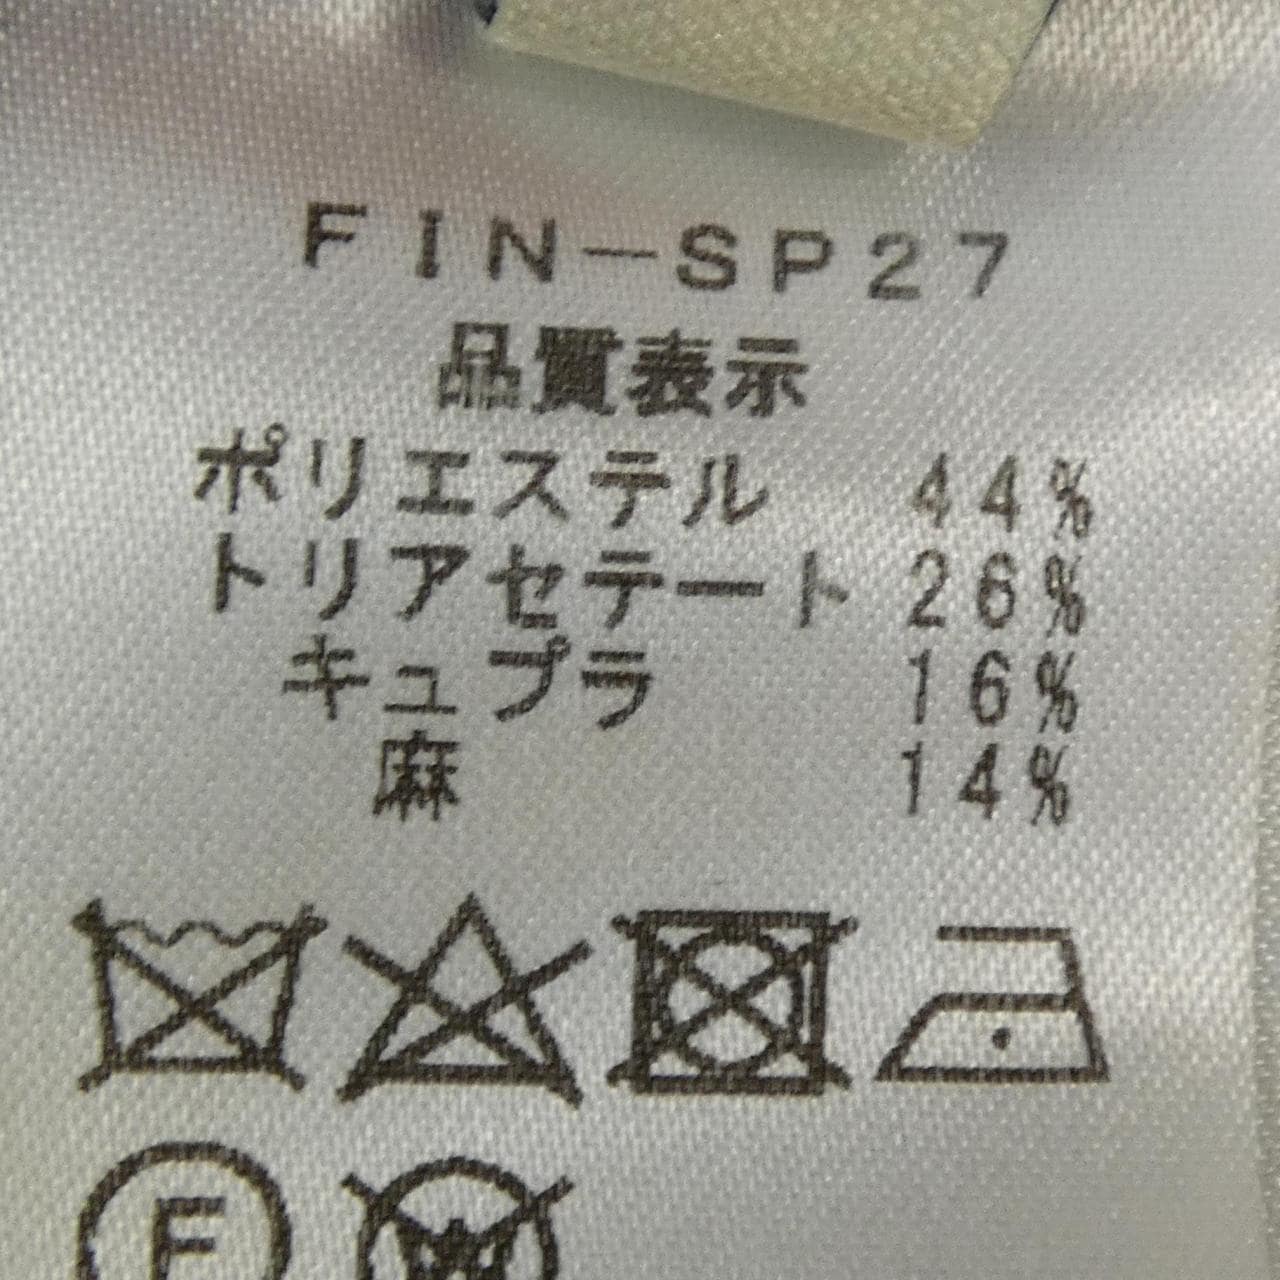 FIN-SP27
品質表示
ポリエステル 44%
トリアセテート 26%
キュプラ 16%
麻 14%
F
W